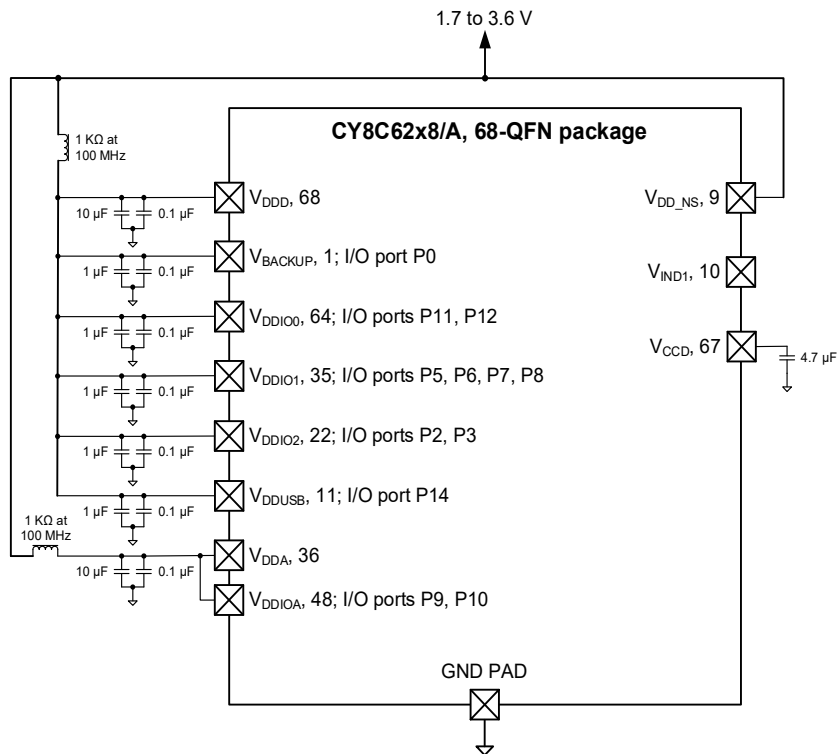 1.7 to 3.6 V
CY8C62x8/A, 68-QFN package
1 KΩ at
100 MHz
10 µF
0.1 µF
VDDD, 68
VDD_NS, 9
1 µF
0.1 µF
VBACKUP, 1; I/O port P0
VIND1, 10
1 µF
0.1 µF
VDDIO0, 64; I/O ports P11, P12
VCCD, 67
4.7 µF
1 µF
0.1 µF
VDDIO1, 35; I/O ports P5, P6, P7, P8
1 µF
0.1 µF
VDDIO2, 22; I/O ports P2, P3
1 µF
0.1 µF
VDDUSB, 11; I/O port P14
1 KΩ at
100 MHz
10 µF
0.1 µF
VDDA, 36
VDDIOA, 48; I/O ports P9, P10
GND PAD